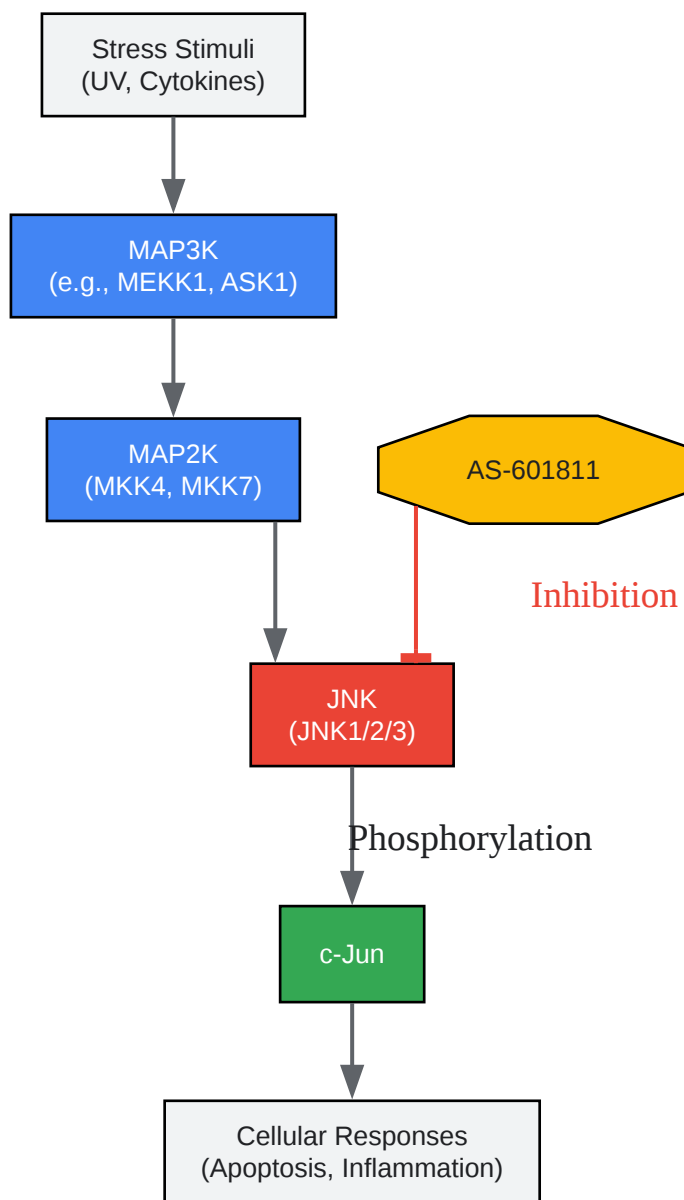 Stress Stimuli
(UV, Cytokines)
MAP3K
(e.g., MEKK1, ASK1)
MAP2K
(MKK4, MKK7)
AS-601811
Inhibition
JNK
(JNK1/2/3)
Phosphorylation
c-Jun
Cellular Responses
(Apoptosis, Inflammation)